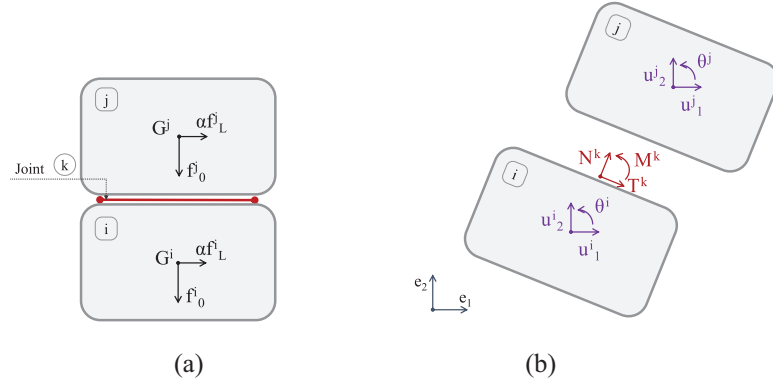 j
G^j
αf^j_L
f^j_0
Joint k
i
G^i
αf^i_L
f^i_0
(a)
j
θ^j
u^j_2
u^j_1
N^k
M^k
T^k
i
θ^i
u^i_2
u^i_1
e_2
e_1
(b)